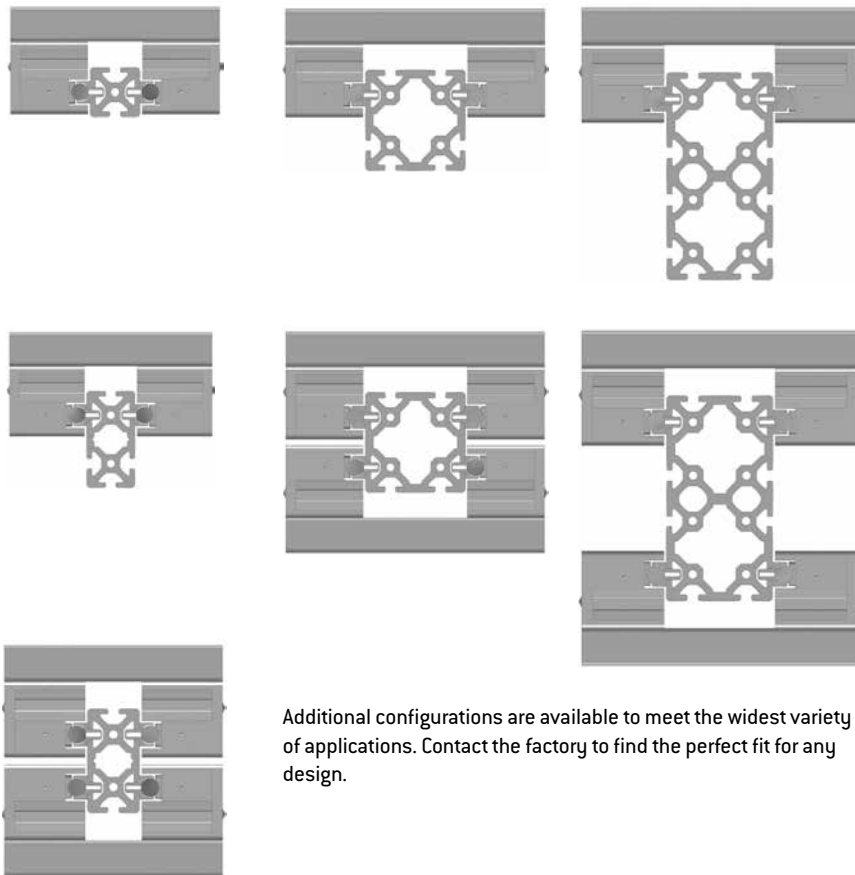 Additional configurations are available to meet the widest variety
of applications. Contact the factory to find the perfect fit for any
design.